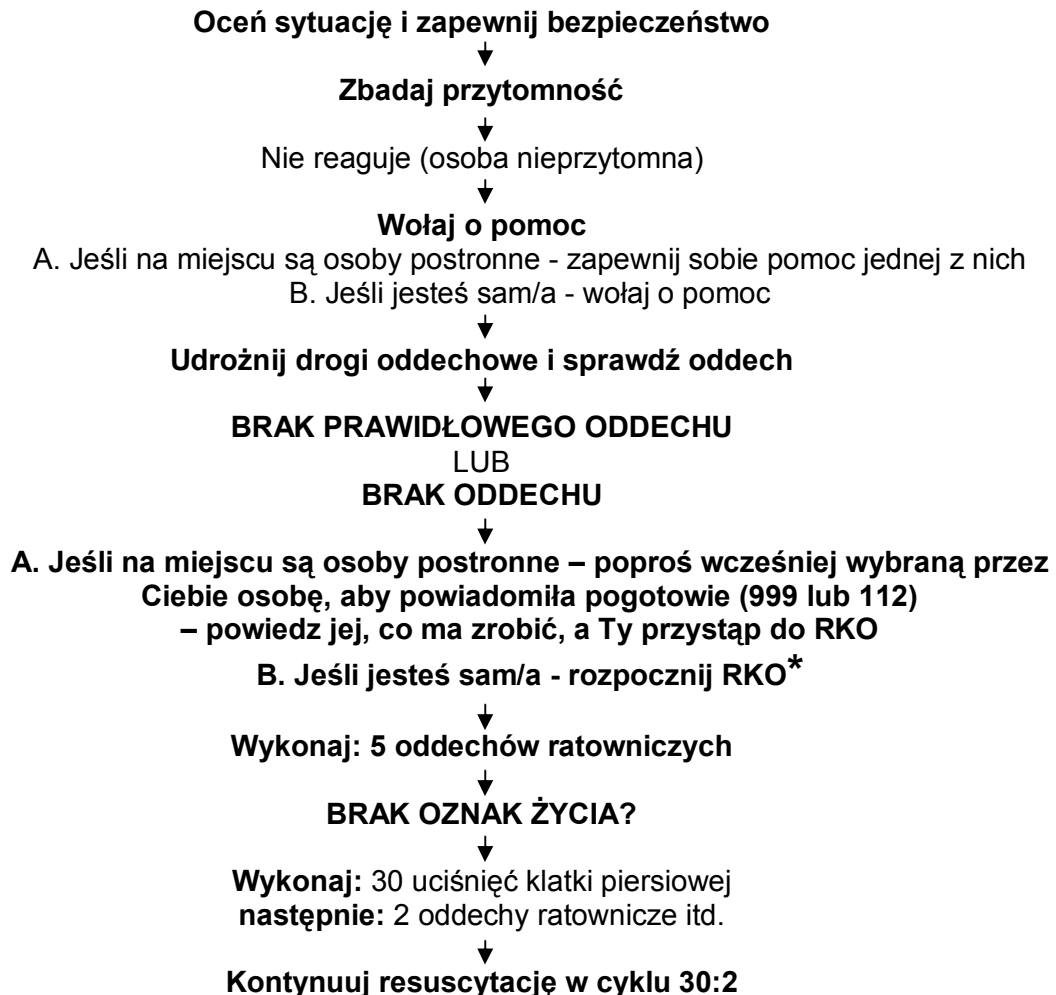 Oceń sytuację i zapewnij bezpieczeństwo
Zbadaj przytomność
Nie reaguje (osoba nieprzytomna)
Wołaj o pomoc
A. Jeśli na miejscu są osoby postronne - zapewnij sobie pomoc jednej z nich
B. Jeśli jesteś sam/a - wołaj o pomoc
Udrożnij drogi oddechowe i sprawdź oddech
BRAK PRAWIDŁOWEGO ODDECHU
LUB
BRAK ODDECHU
A. Jeśli na miejscu są osoby postronne – poproś wcześniej wybraną przez
Ciebie osobę, aby powiadomiła pogotowie (999 lub 112)
– powiedz jej, co ma zrobić, a Ty przystąp do RKO
B. Jeśli jesteś sam/a - rozpocznij RKO*
Wykonaj: 5 oddechów ratowniczych
BRAK OZNAK ŻYCIA?
Wykonaj: 30 uciśnięć klatki piersiowej
następnie: 2 oddechy ratownicze itd.
Kontynuuj resuscytację w cyklu 30:2